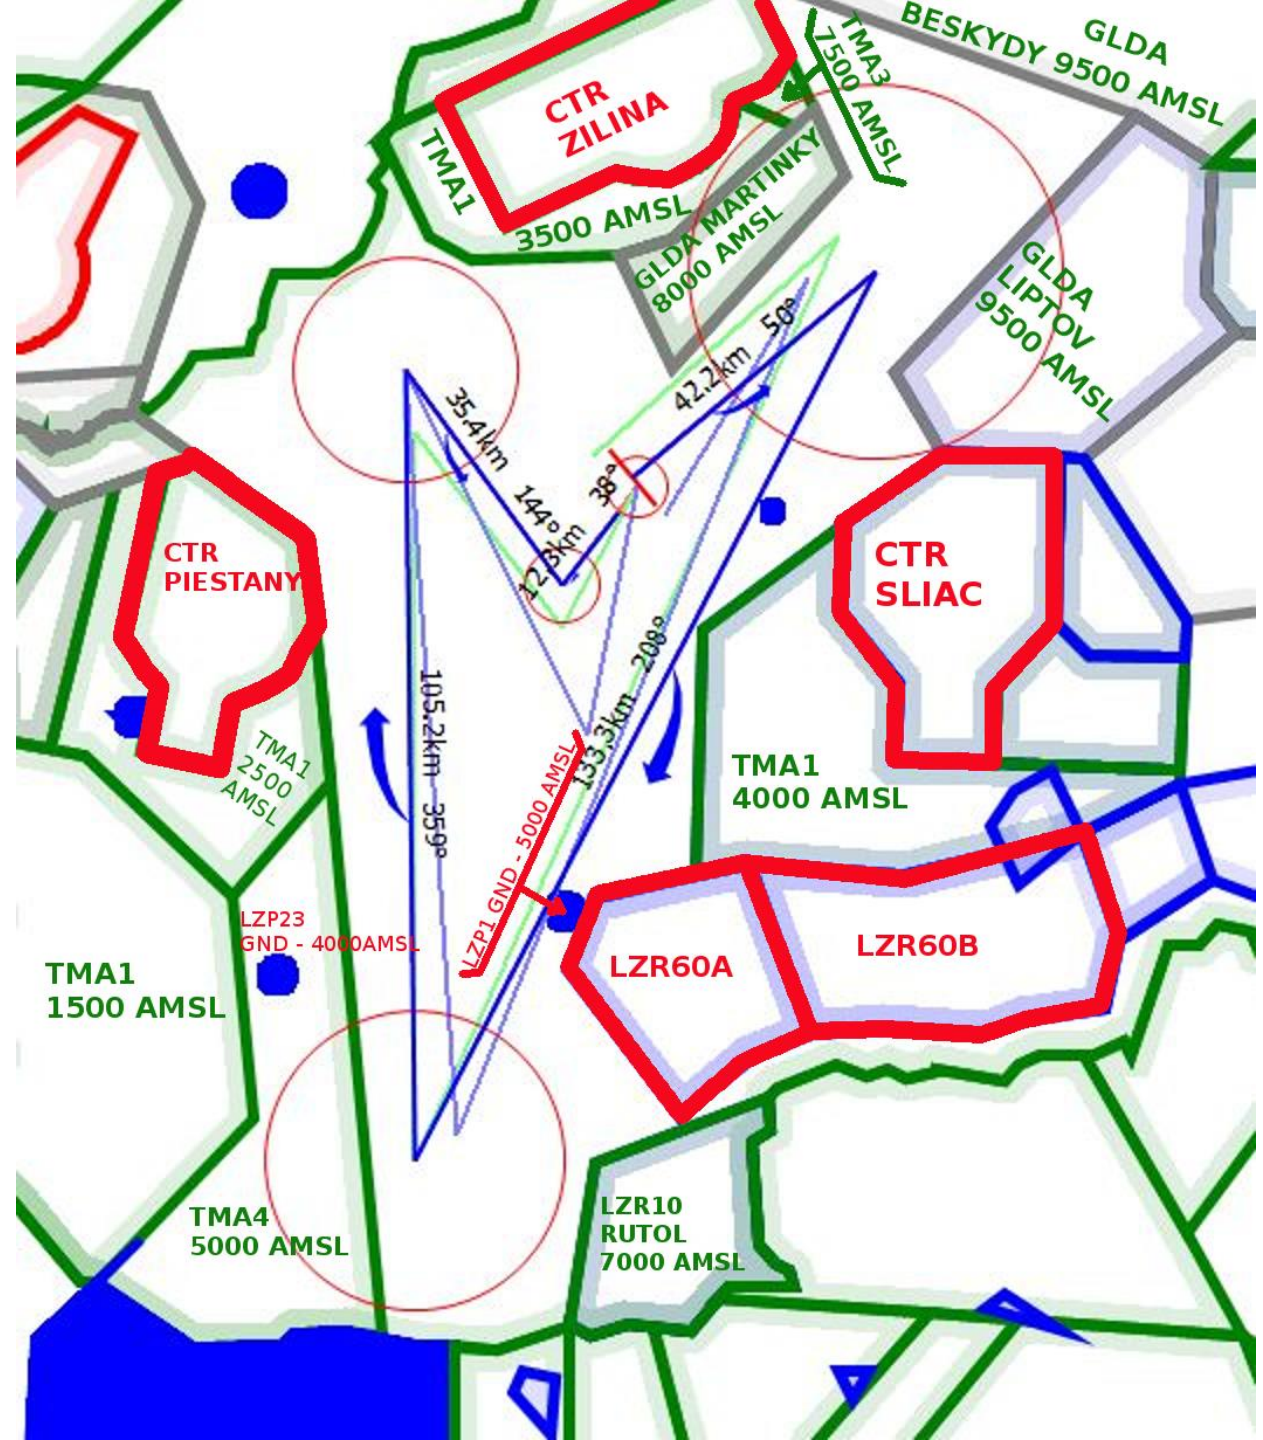 GLDA
BESKYDY 9500 AMSL
TMA3
7500 AMSL
CTR
ZILINA
TMA1
3500 AMSL
GLDA MARTINKY
8000 AMSL
GLDA
LIPTOV
9500 AMSL
50°
42.2km
35.4km
38°
144°
12.3km
CTR
PIESTANY
CTR
SLIAC
208°
133.3km
105.2km
359°
TMA1
2500
AMSL
LZP1 GND - 5000 AMSL
TMA1
4000 AMSL
LZP23
GND - 4000AMSL
TMA1
1500 AMSL
LZR60A
LZR60B
TMA4
5000 AMSL
LZR10
RUTOL
7000 AMSL